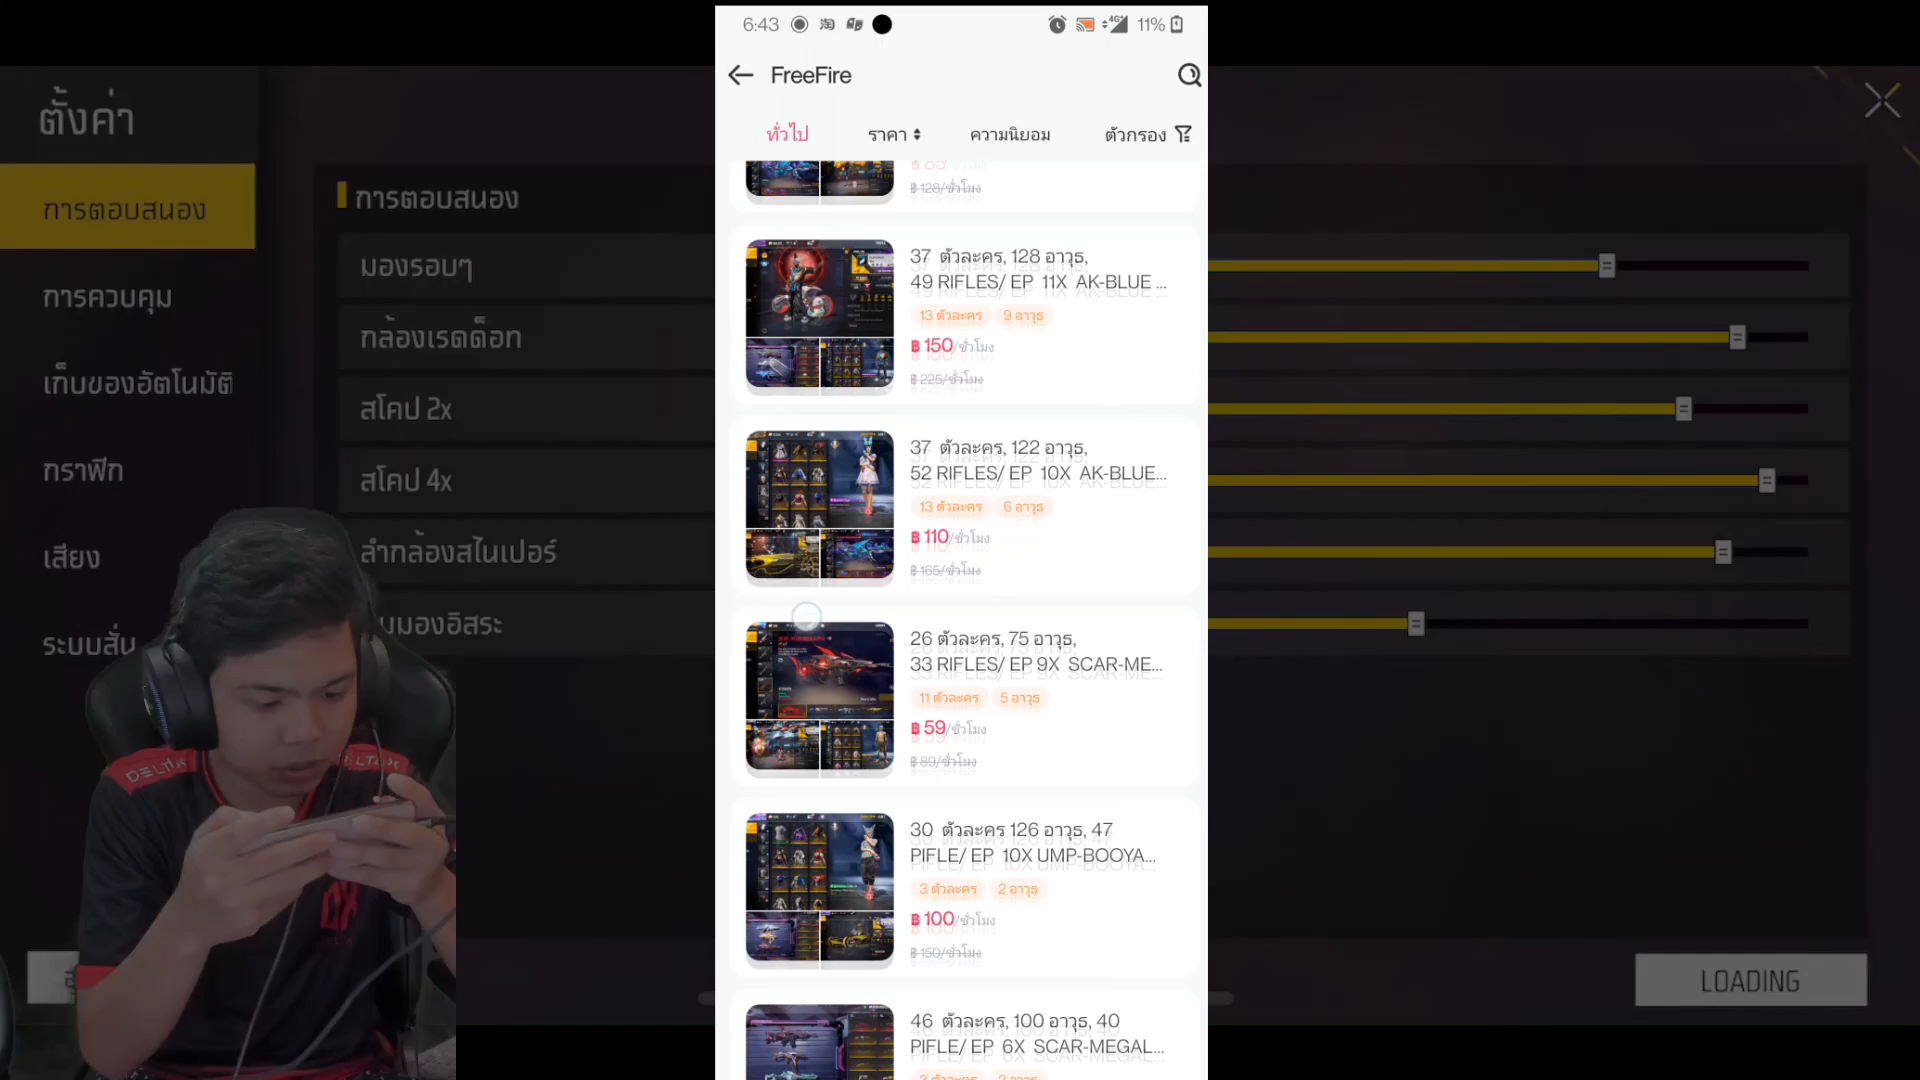 6:43
4G
11%
FreeFire
ทั่วไป
ราคา
ความนิยม
ตัวกรอง
฿ 85/ชั่วโมง
฿ 128/ชั่วโมง
37 ตัวละคร, 128 อาวุธ,
49 RIFLES/ EP 11X AK-BLUE ...
13 ตัวละคร
9 อาวุธ
฿ 150/ชั่วโมง
฿ 225/ชั่วโมง
37 ตัวละคร, 122 อาวุธ,
52 RIFLES/ EP 10X AK-BLUE...
13 ตัวละคร
6 อาวุธ
฿ 110/ชั่วโมง
฿ 165/ชั่วโมง
26 ตัวละคร, 75 อาวุธ,
33 RIFLES/ EP 9X SCAR-ME...
11 ตัวละคร
5 อาวุธ
฿ 59/ชั่วโมง
฿ 89/ชั่วโมง
30 ตัวละคร 126 อาวุธ, 47
PIFLE/ EP 10X UMP-BOOYA...
3 ตัวละคร
2 อาวุธ
฿ 100/ชั่วโมง
฿ 150/ชั่วโมง
46 ตัวละคร, 100 อาวุธ, 40
PIFLE/ EP 6X SCAR-MEGAL...
ตั้งค่า
การตอบสนอง
การควบคุม
เก็บของอัตโนมัติ
กราฟิก
เสียง
ระบบสั่น
การตอบสนอง
มองรอบๆ
กล้องเรดด็อท
สโคป 2x
สโคป 4x
ลำกล้องสไนเปอร์
มมองอิสระ
LOADING
DELTAX